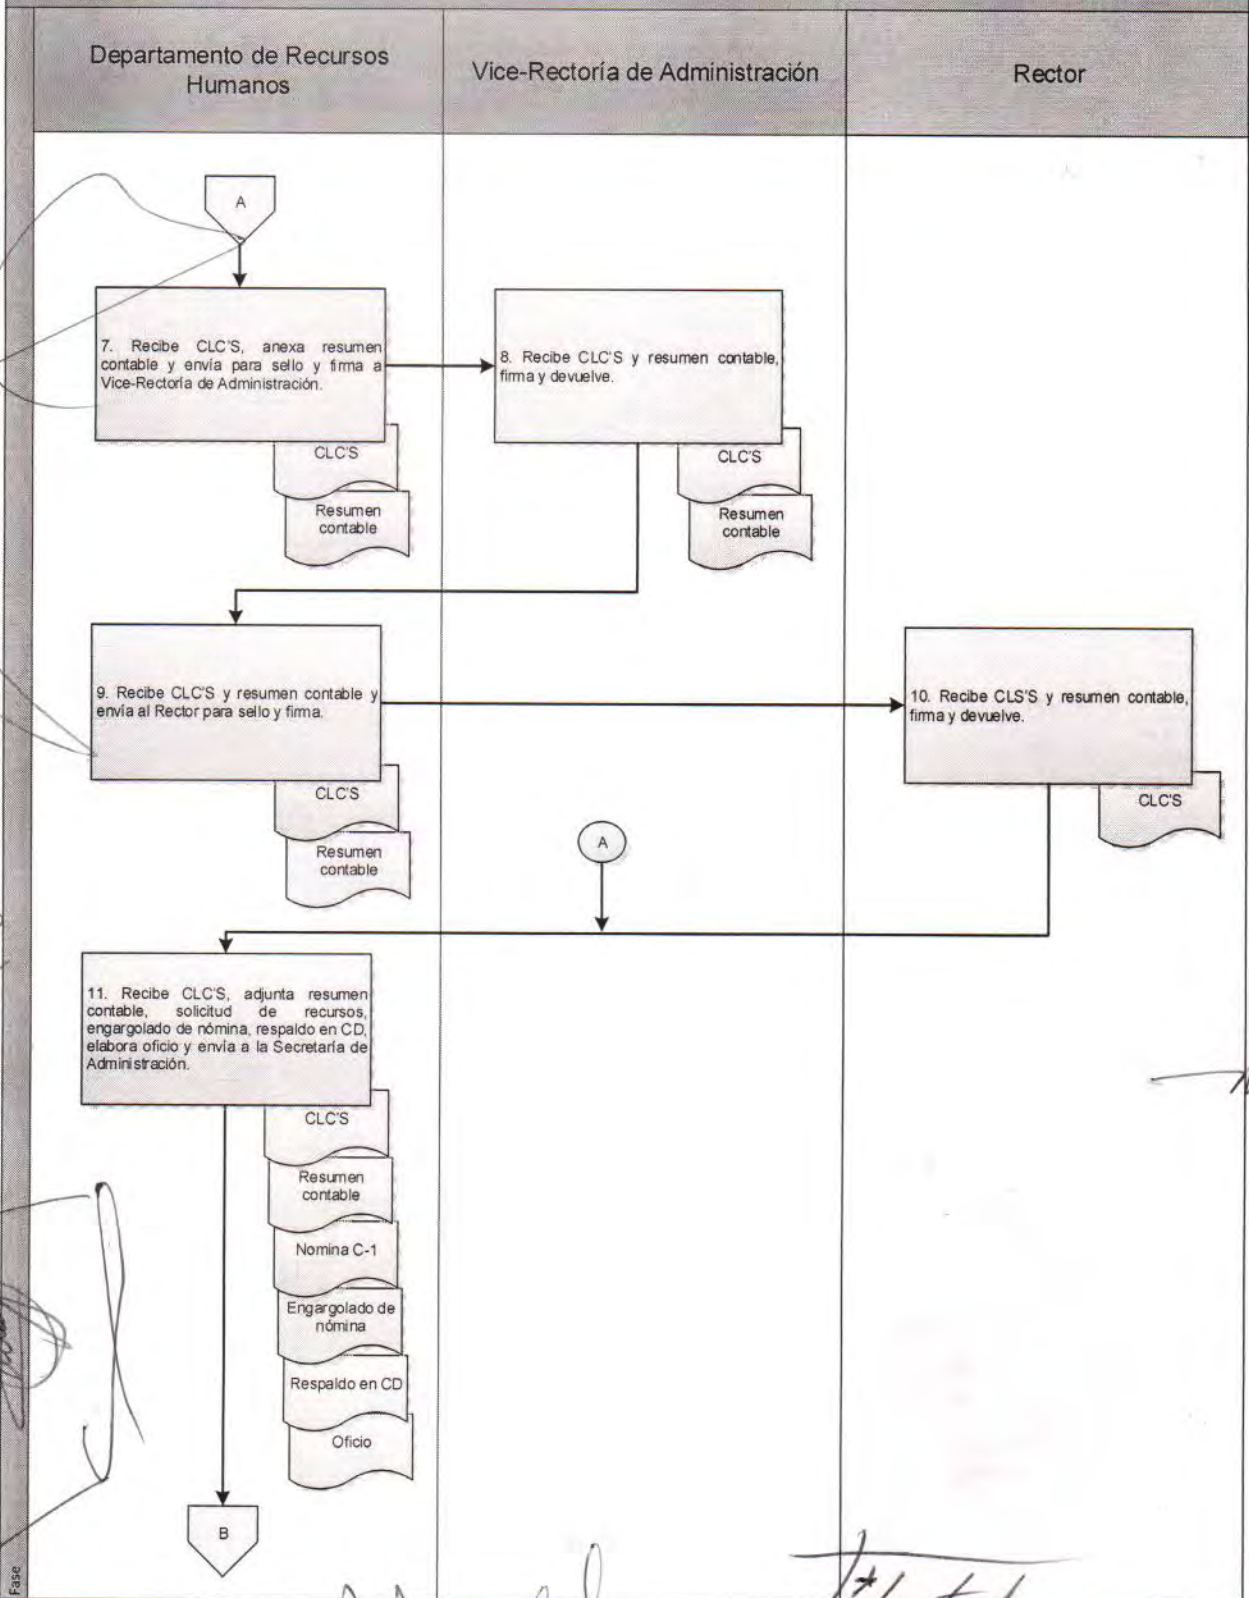 Departamento de Recursos
Humanos
Vice-Rectoría de Administración
Rector
A
7. Recibe CLC'S, anexa resumen
contable y envía para sello y firma a
Vice-Rectoría de Administración.
CLC'S
Resumen
contable
8. Recibe CLC'S y resumen contable,
firma y devuelve.
CLC'S
Resumen
contable
9. Recibe CLC'S y resumen contable y
envía al Rector para sello y firma.
CLC'S
Resumen
contable
10. Recibe CLS'S y resumen contable,
firma y devuelve.
CLC'S
A
11. Recibe CLC'S, adjunta resumen
contable, solicitud de recursos,
engargolado de nómina, respaldo en CD,
elabora oficio y envía a la Secretaría de
Administración.
CLC'S
Resumen
contable
Nomina C-1
Engargolado de
nómina
Respaldo en CD
Oficio
B
Fase